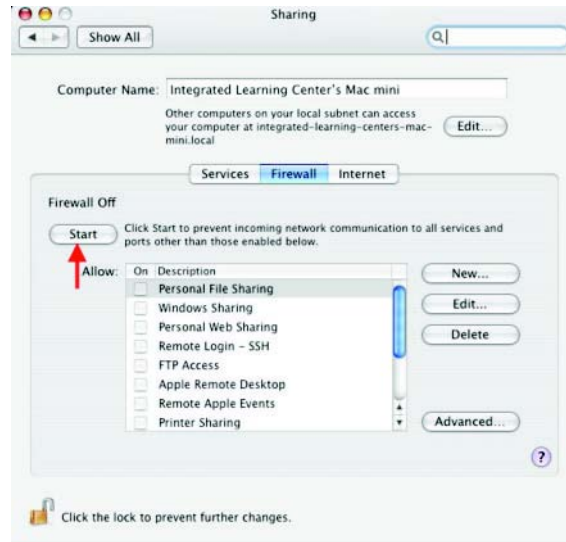 Sharing
Show All
Computer Name: Integrated Learning Center's Mac mini
Other computers on your local subnet can access
your computer at integrated-learning-centers-mac-
mini.local
Edit...
Services Firewall Internet
Firewall Off
Start
Click Start to prevent incoming network communication to all services and
ports other than those enabled below.
Allow: On Description
Personal File Sharing
Windows Sharing
Personal Web Sharing
Remote Login - SSH
FTP Access
Apple Remote Desktop
Remote Apple Events
Printer Sharing
New...
Edit...
Delete
Advanced...
?
Click the lock to prevent further changes.